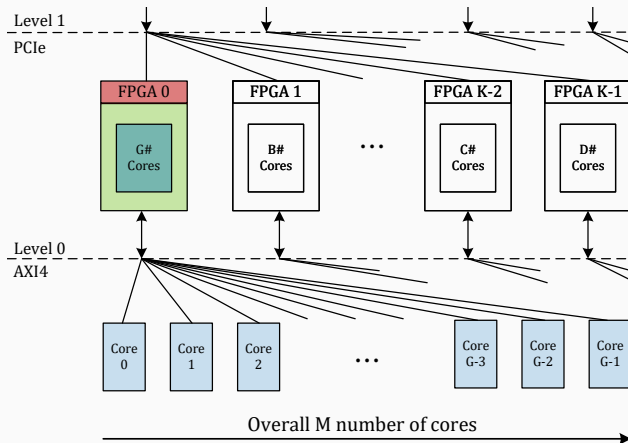 Level 1
PCIe
FPGA 0
FPGA 1
FPGA K-2
FPGA K-1
G#
Cores
B#
Cores
...
C#
Cores
D#
Cores
Level 0
AXI4
Core
0
Core
1
Core
2
...
Core
G-3
Core
G-2
Core
G-1
Overall M number of cores